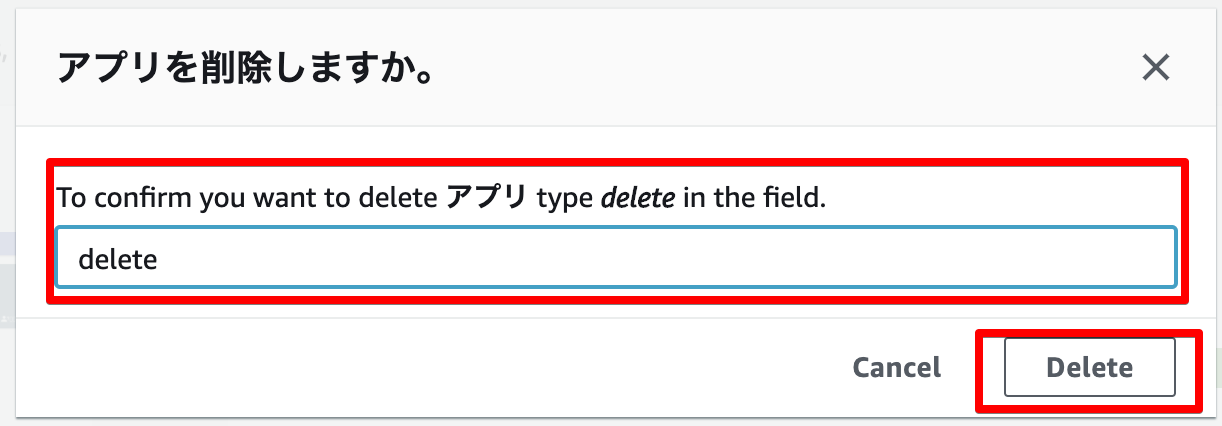 アプリを削除しますか。
To confirm you want to delete アプリ type delete in the field.
delete
Cancel
Delete